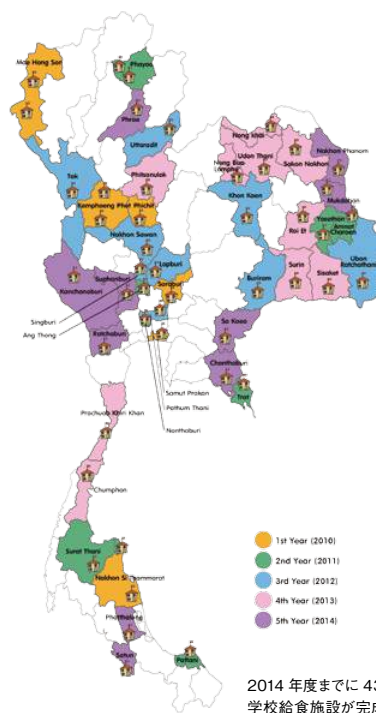 Mae Hong Son
Phayao
Phrae
Uttaradit
Nong Khai
Udon Thani
Sakon Nakhon
Nakhon Phanom
Nong Bua
Lamphu
Tak
Phitsanulok
Khon Kaen
Mukdahan
Kamphaeng Phet
Phichit
Roi Et
Yasothon
Amnat
Charoen
Nakhon Sawan
Ubon
Ratchathani
Lopburi
Suphanburi
Saraburi
Buriram
Surin
Sisaket
Kanchanaburi
Singburi
Ang Thong
Sa Kaeo
Ratchaburi
Chanthaburi
Samut Prakan
Pathum Thani
Nonthaburi
Trat
Prachuab Khiri Khan
Chumphon
Surat Thani
Nakhon Si Thammarat
Phatthalung
Satun
Pattani
1st Year (2010)
2nd Year (2011)
3rd Year (2012)
4th Year (2013)
5th Year (2014)
2014 年度までに 43
学校給食施設が完成